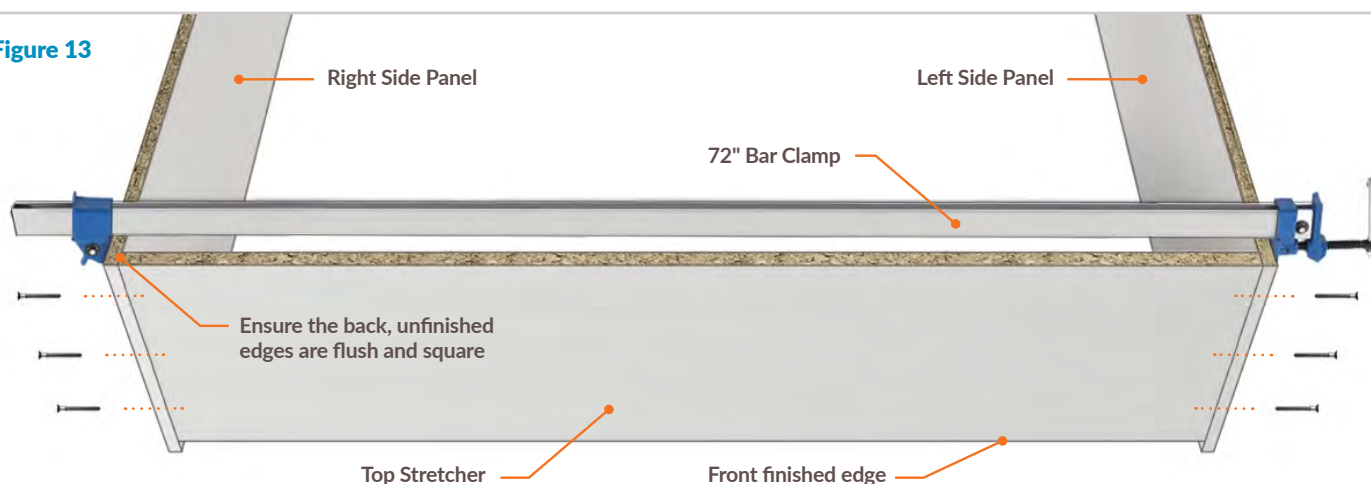 Figure 13
Right Side Panel
Left Side Panel
72" Bar Clamp
Ensure the back, unfinished
edges are flush and square
Top Stretcher
Front finished edge